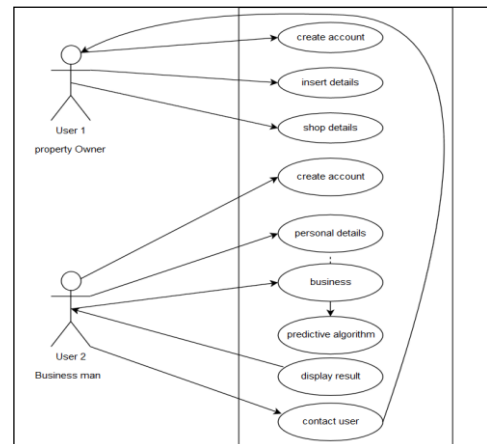 create account
insert details
shop details
User 1
property Owner
create account
personal details
business
predictive algorithm
display result
User 2
Business man
contact user